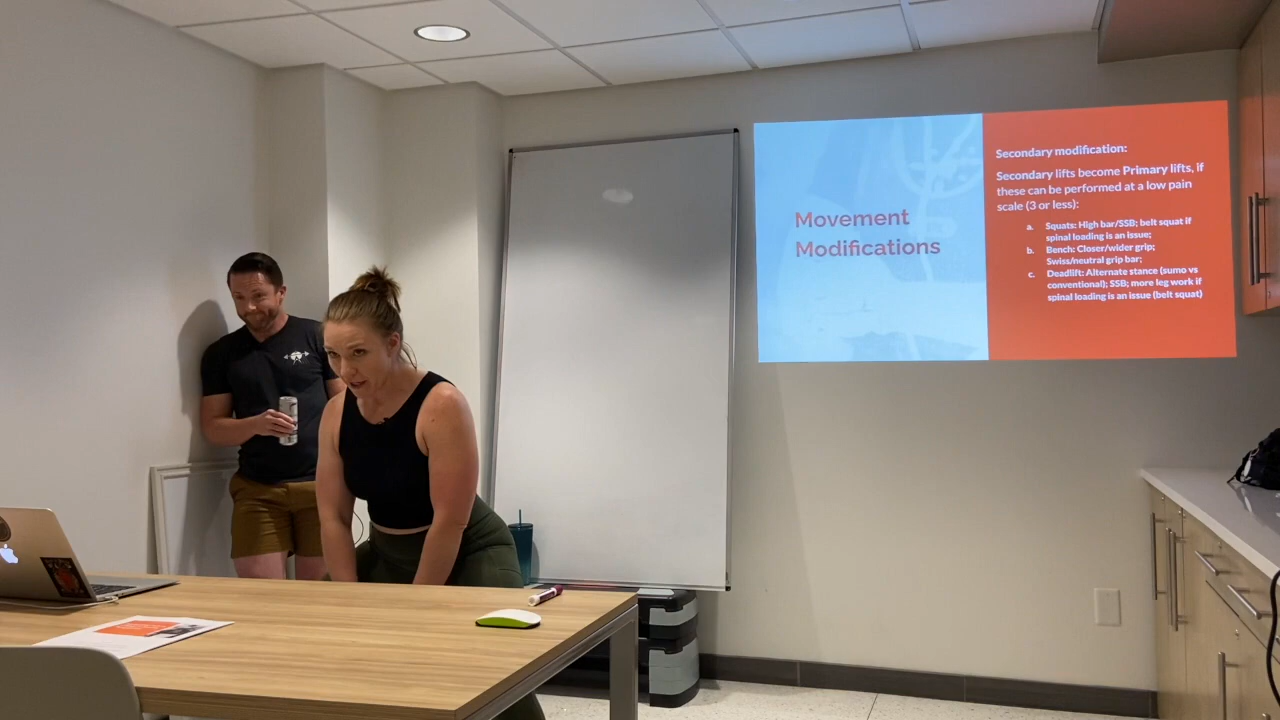 Movement
Modifications
Secondary modification:
Secondary lifts become Primary lifts, if
these can be performed at a low pain
scale (3 or less):
a. Squats: High bar/SSB; belt squat if
spinal loading is an issue;
b. Bench: Closer/wider grip;
Swiss/neutral grip bar;
c. Deadlift: Alternate stance (sumo vs
conventional); SSB; more leg work if
spinal loading is an issue (belt squat)